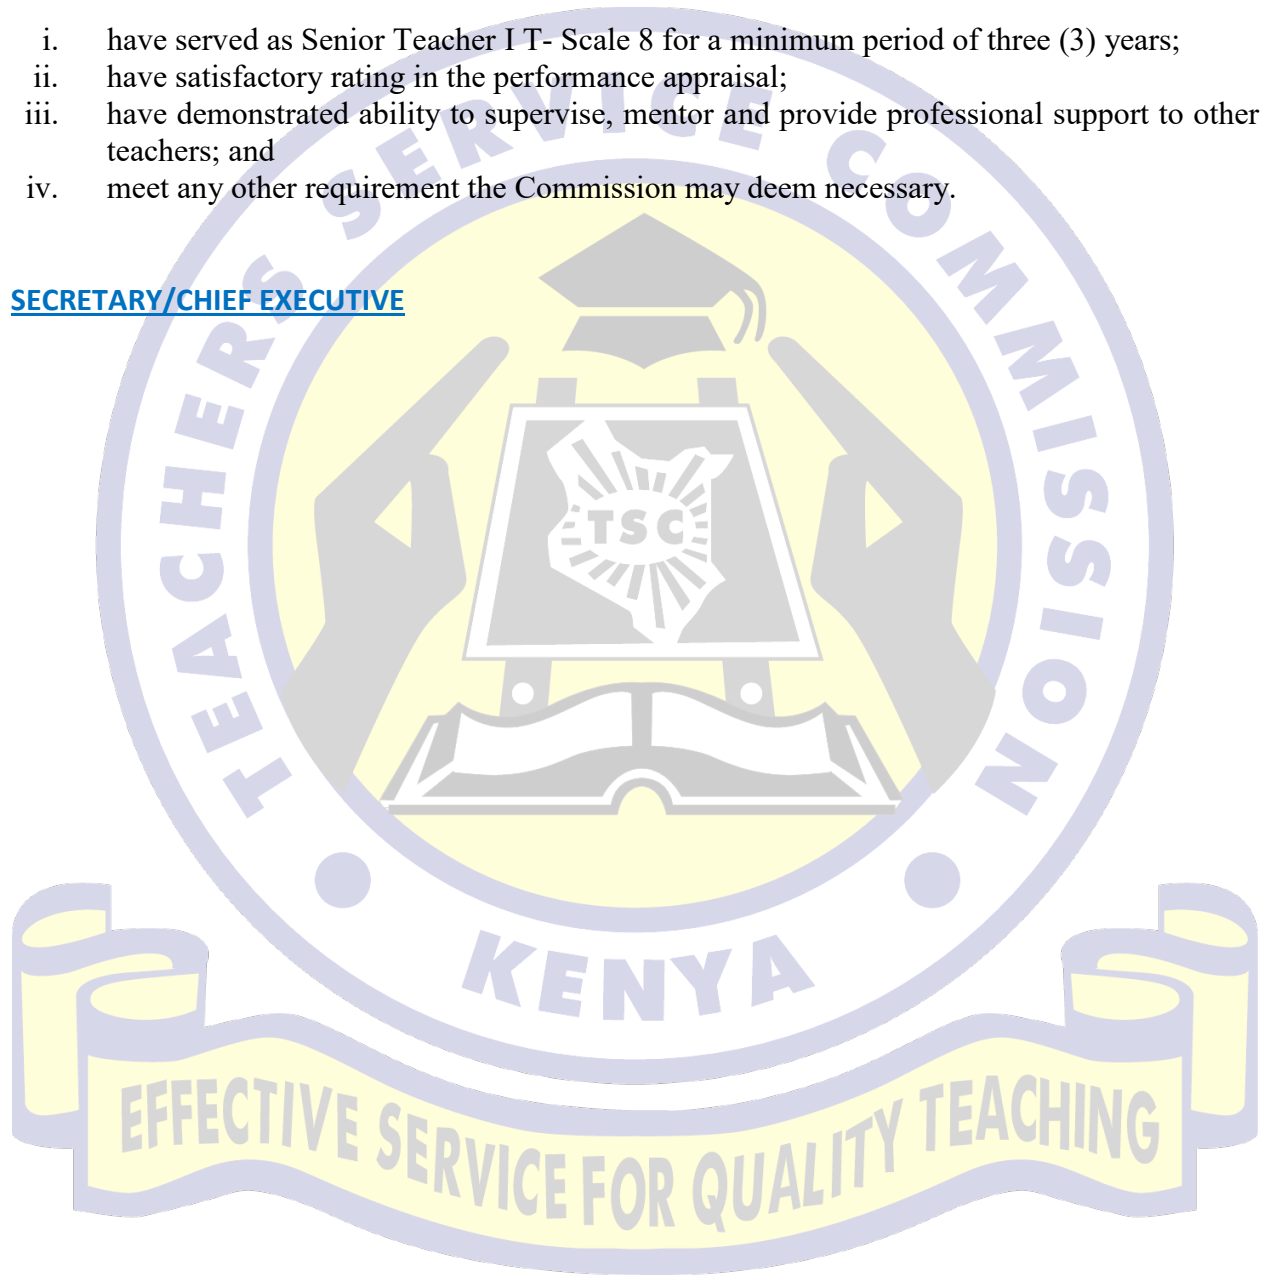 i. have served as Senior Teacher I T- Scale 8 for a minimum period of three (3) years;
ii. have satisfactory rating in the performance appraisal;
iii. have demonstrated ability to supervise, mentor and provide professional support to other
teachers; and
iv. meet any other requirement the Commission may deem necessary.
SECRETARY/CHIEF EXECUTIVE
TEACHERS SERVICE COMMISSION
TSC
KENYA
EFFECTIVE SERVICE FOR QUALITY TEACHING